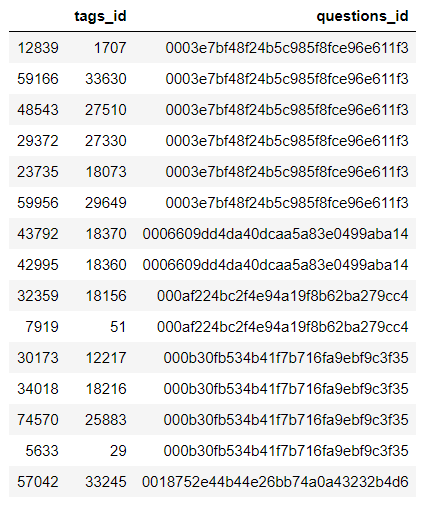 tags_id questions_id
12839 1707 0003e7bf48f24b5c985f8fce96e611f3
59166 33630 0003e7bf48f24b5c985f8fce96e611f3
48543 27510 0003e7bf48f24b5c985f8fce96e611f3
29372 27330 0003e7bf48f24b5c985f8fce96e611f3
23735 18073 0003e7bf48f24b5c985f8fce96e611f3
59956 29649 0003e7bf48f24b5c985f8fce96e611f3
43792 18370 0006609dd4da40dcaa5a83e0499aba14
42995 18360 0006609dd4da40dcaa5a83e0499aba14
32359 18156 000af224bc2f4e94a19f8b62ba279cc4
7919 51 000af224bc2f4e94a19f8b62ba279cc4
30173 12217 000b30fb534b41f7b716fa9ebf9c3f35
34018 18216 000b30fb534b41f7b716fa9ebf9c3f35
74570 25883 000b30fb534b41f7b716fa9ebf9c3f35
5633 29 000b30fb534b41f7b716fa9ebf9c3f35
57042 33245 0018752e44b44e26bb74a0a43232b4d6